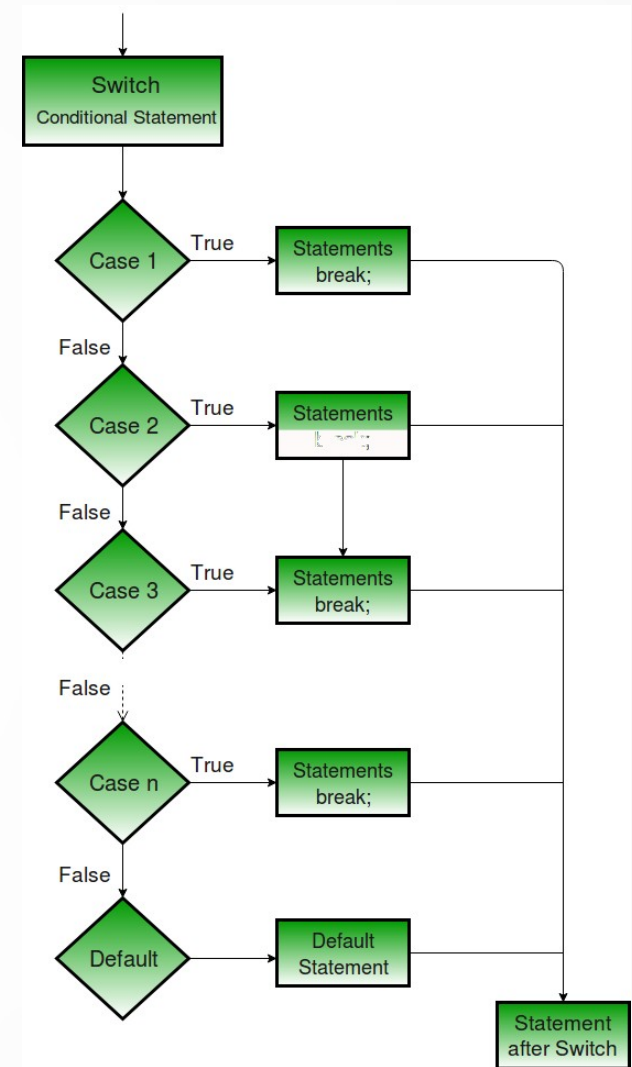 Switch
Conditional Statement
Case 1
True
Statements
break;
False
Case 2
True
Statements
False
Case 3
True
Statements
break;
False
Case n
True
Statements
break;
False
Default
Default
Statement
Statement
after Switch